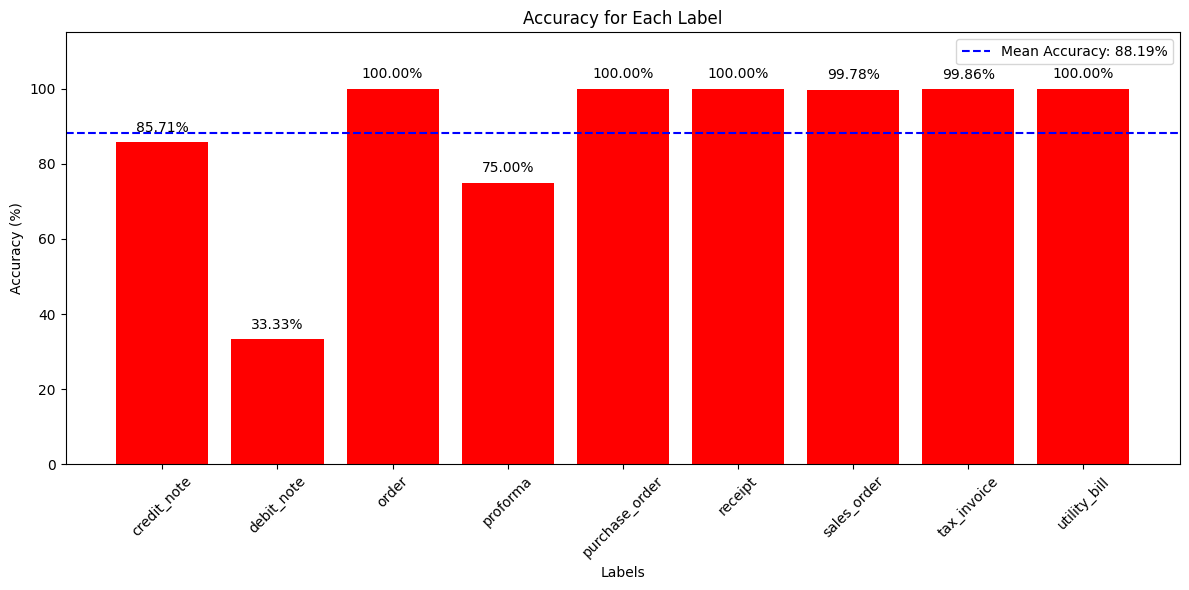 Accuracy for Each Label
Mean Accuracy: 88.19%
Accuracy (%)
100
80
60
40
20
0
85.71%
33.33%
100.00%
75.00%
100.00%
100.00%
99.78%
99.86%
100.00%
credit_note
debit_note
order
proforma
purchase_order
receipt
sales_order
tax_invoice
utility_bill
Labels